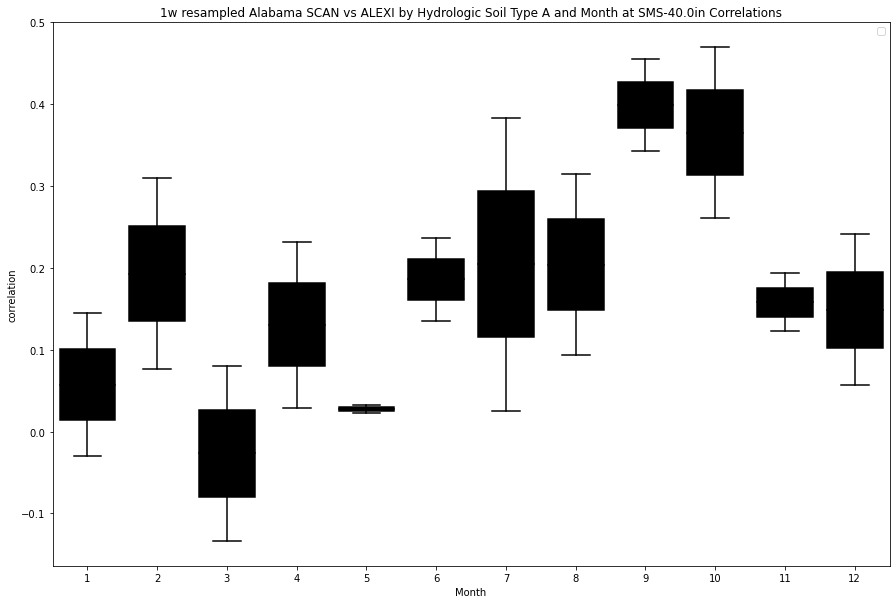 1w resampled Alabama SCAN vs ALEXI by Hydrologic Soil Type A and Month at SMS-40.0in Correlations
0.5
0.4
0.3
0.2
0.1
0.0
−0.1
correlation
1 2 3 4 5 6 7 8 9 10 11 12
Month